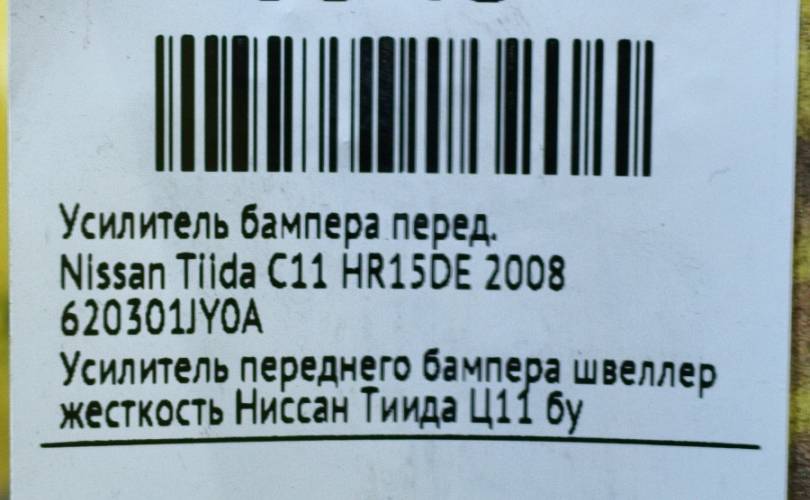 Усилитель бампера перед.
Nissan Tiida C11 HR15DE 2008
620301JY0A
Усилитель переднего бампера швеллер
жесткость Ниссан Тиида Ц11 бу